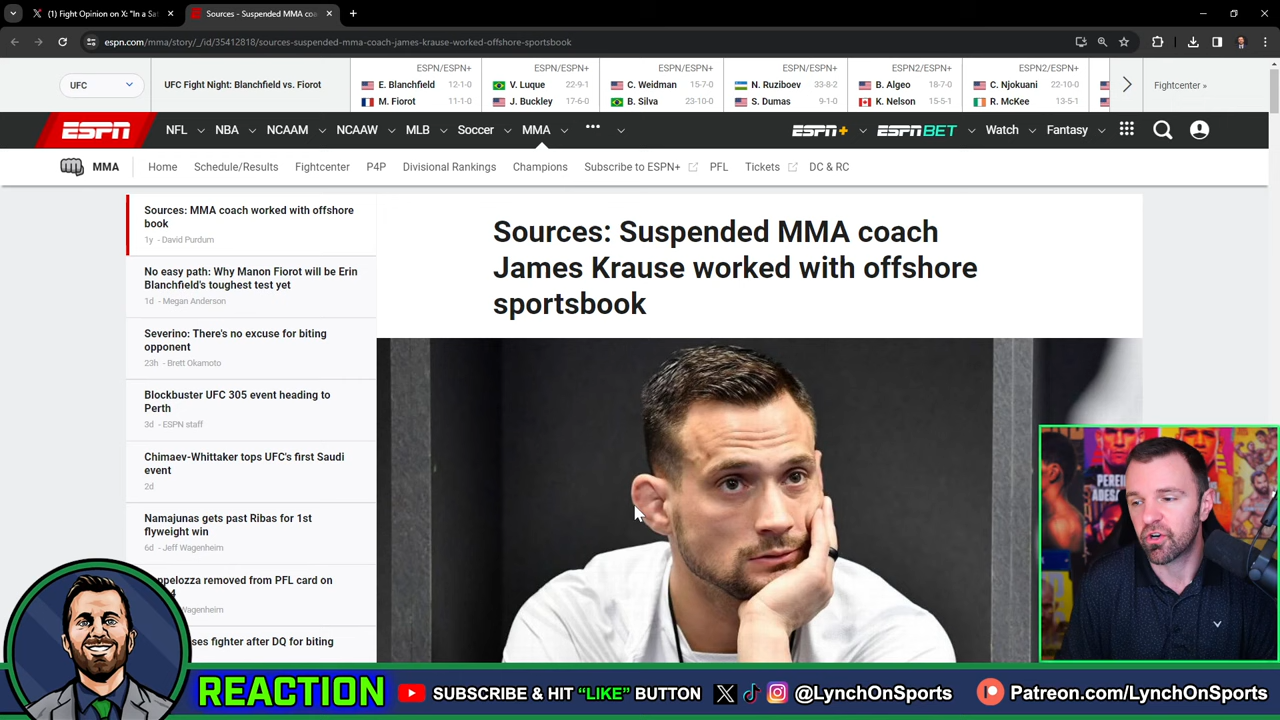 (1) Fight Opinion on X: "In a Sa
Sources - Suspended MMA coa
espn.com/mma/story/_/id/35412818/sources-suspended-mma-coach-james-krause-worked-offshore-sportsbook
UFC
UFC Fight Night: Blanchfield vs. Fiorot
ESPN/ESPN+
E. Blanchfield 12-1-0
M. Fiorot 11-1-0
ESPN/ESPN+
V. Luque 22-9-1
J. Buckley 17-6-0
ESPN/ESPN+
C. Weidman 15-7-0
B. Silva 23-10-0
ESPN/ESPN+
N. Ruziboev 33-8-2
S. Dumas 9-1-0
ESPN2/ESPN+
B. Algeo 18-7-0
K. Nelson 15-5-1
ESPN2/ESPN+
C. Njokuani 22-10-0
R. McKee 13-5-1
Fightcenter »
ESPN NFL NBA NCAAM NCAAW MLB Soccer MMA ... ESPN+ ESPN BET Watch Fantasy
MMA Home Schedule/Results Fightcenter P4P Divisional Rankings Champions Subscribe to ESPN+ PFL Tickets DC & RC
Sources: MMA coach worked with offshore
book
1y - David Purdum
No easy path: Why Manon Fiorot will be Erin
Blanchfield's toughest test yet
1d - Megan Anderson
Severino: There's no excuse for biting
opponent
23h - Brett Okamoto
Blockbuster UFC 305 event heading to
Perth
3d - ESPN staff
Chimaev-Whittaker tops UFC's first Saudi
event
2d
Namajunas gets past Ribas for 1st
flyweight win
6d - Jeff Wagenheim
removed from PFL card on
4
Wagenheim
fighter after DQ for biting
Sources: Suspended MMA coach
James Krause worked with offshore
sportsbook
PEREI
ADESA
REACTION
SUBSCRIBE & HIT "LIKE" BUTTON
@LynchOnSports
Patreon.com/LynchOnSports